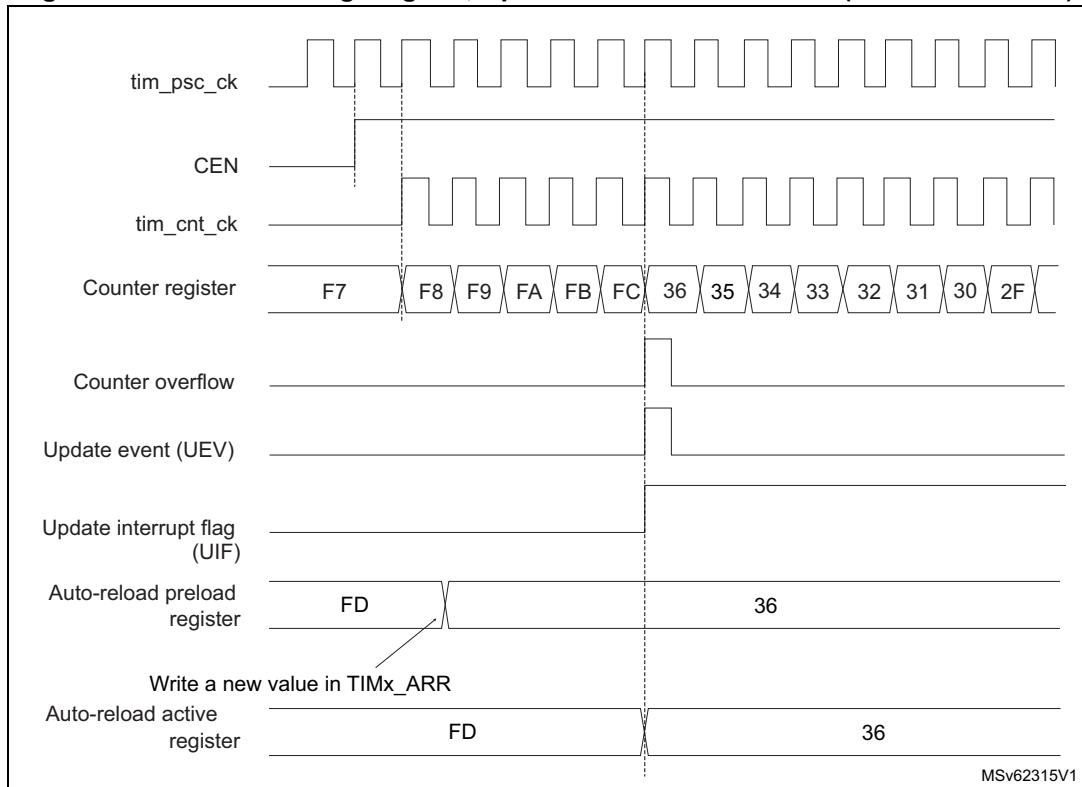 tim_psc_ck
CEN
tim_cnt_ck
Counter register F7 F8 F9 FA FB FC 36 35 34 33 32 31 30 2F
Counter overflow
Update event (UEV)
Update interrupt flag
(UIF)
Auto-reload preload
register FD 36
Write a new value in TIMx_ARR
Auto-reload active
register FD 36
MSv62315V1